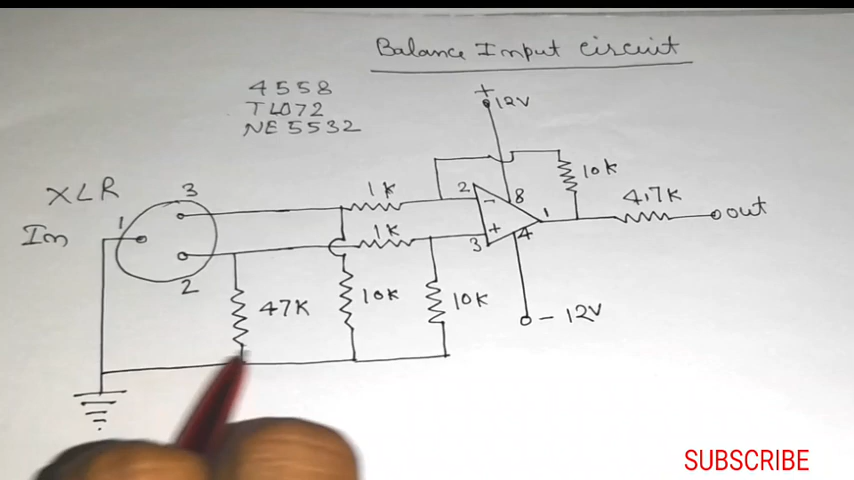 Balance Input circuit
4558
TL072
NE5532
+
12V
XLR
3
1
In
2
1K
1K
2
-
8
10K
1
4.7K
out
+
3
4
47K
10K
10K
- 12V
SUBSCRIBE